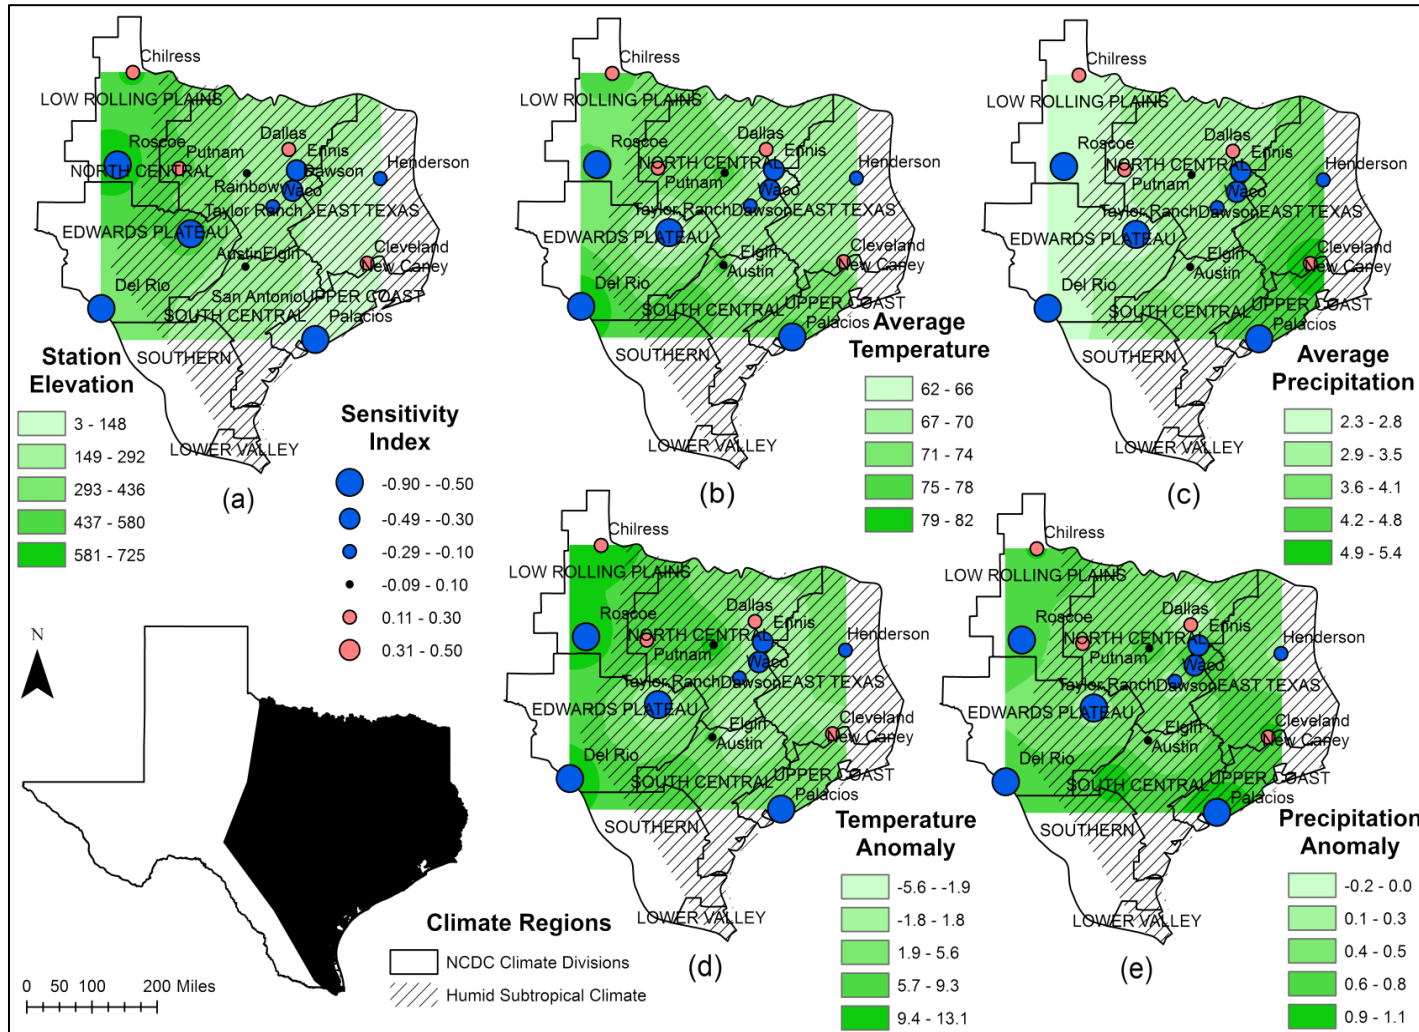 Chilress
LOW ROLLING PLAINS
Roscoe
Putnam
Dallas
Ennis
Henderson
NORTH CENTRAL
Rainbow
Dawson
Waco
Taylor Ranch
EAST TEXAS
EDWARDS PLATEAU
Austin
Elgin
Cleveland
New Caney
Del Rio
San Antonio
UPPER COAST
SOUTH CENTRAL
Palacios
SOUTHERN
LOWER VALLEY
(a)
Station
Elevation
3 - 148
149 - 292
293 - 436
437 - 580
581 - 725
Sensitivity
Index
-0.90 - -0.50
-0.49 - -0.30
-0.29 - -0.10
-0.09 - 0.10
0.11 - 0.30
0.31 - 0.50
Chilress
LOW ROLLING PLAINS
Roscoe
Dallas
Ennis
NORTH CENTRAL
Putnam
Henderson
Waco
Taylor Ranch
Dawson
EAST TEXAS
EDWARDS PLATEAU
Elgin
Austin
Cleveland
New Caney
Del Rio
UPPER COAST
SOUTH CENTRAL
Palacios
SOUTHERN
LOWER VALLEY
(b)
Average
Temperature
62 - 66
67 - 70
71 - 74
75 - 78
79 - 82
Chilress
LOW ROLLING PLAINS
Roscoe
Dallas
Ennis
NORTH CENTRAL
Putnam
Henderson
Waco
Taylor Ranch
Dawson
EAST TEXAS
EDWARDS PLATEAU
Elgin
Austin
Cleveland
New Caney
Del Rio
UPPER COAST
SOUTH CENTRAL
Palacios
SOUTHERN
LOWER VALLEY
(c)
Average
Precipitation
2.3 - 2.8
2.9 - 3.5
3.6 - 4.1
4.2 - 4.8
4.9 - 5.4
Chilress
LOW ROLLING PLAINS
Roscoe
Dallas
Ennis
NORTH CENTRAL
Putnam
Henderson
Waco
Taylor Ranch
Dawson
EAST TEXAS
EDWARDS PLATEAU
Elgin
Austin
Cleveland
New Caney
Del Rio
UPPER COAST
SOUTH CENTRAL
Palacios
SOUTHERN
LOWER VALLEY
(d)
Temperature
Anomaly
-5.6 - -1.9
-1.8 - 1.8
1.9 - 5.6
5.7 - 9.3
9.4 - 13.1
Chilress
LOW ROLLING PLAINS
Roscoe
Dallas
Ennis
NORTH CENTRAL
Putnam
Henderson
Waco
Taylor Ranch
Dawson
EAST TEXAS
EDWARDS PLATEAU
Elgin
Austin
Cleveland
New Caney
Del Rio
UPPER COAST
SOUTH CENTRAL
Palacios
SOUTHERN
LOWER VALLEY
(e)
Precipitation
Anomaly
-0.2 - 0.0
0.1 - 0.3
0.4 - 0.5
0.6 - 0.8
0.9 - 1.1
N
0 50 100 200 Miles
Climate Regions
NCDC Climate Divisions
Humid Subtropical Climate